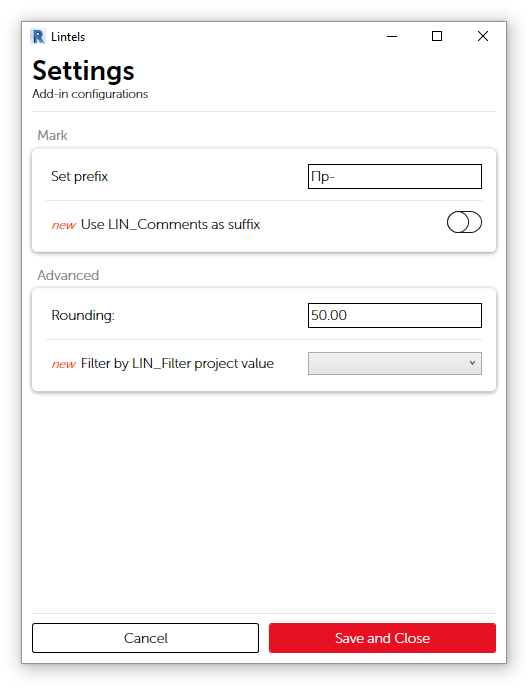 Lintels
Settings
Add-in configurations
Mark
Set prefix
Пр-
new Use LIN_Comments as suffix
Advanced
Rounding:
50.00
new Filter by LIN_Filter project value
Cancel
Save and Close